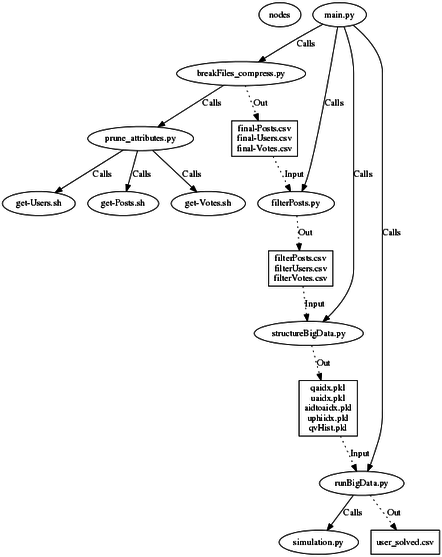 nodes
main.py
Calls
breakFiles_compress.py
Calls
Out
Calls
final-Posts.csv
final-Users.csv
final-Votes.csv
prune_attributes.py
Calls
Calls
Calls
Input
Calls
get-Users.sh
get-Posts.sh
get-Votes.sh
filterPosts.py
Calls
Out
filterPosts.csv
filterUsers.csv
filterVotes.csv
Input
structureBigData.py
Out
qaidx.pkl
uaidx.pkl
aidtoaidx.pkl
uphiidx.pkl
qvHist.pkl
Input
runBigData.py
Calls
Out
simulation.py
user_solved.csv